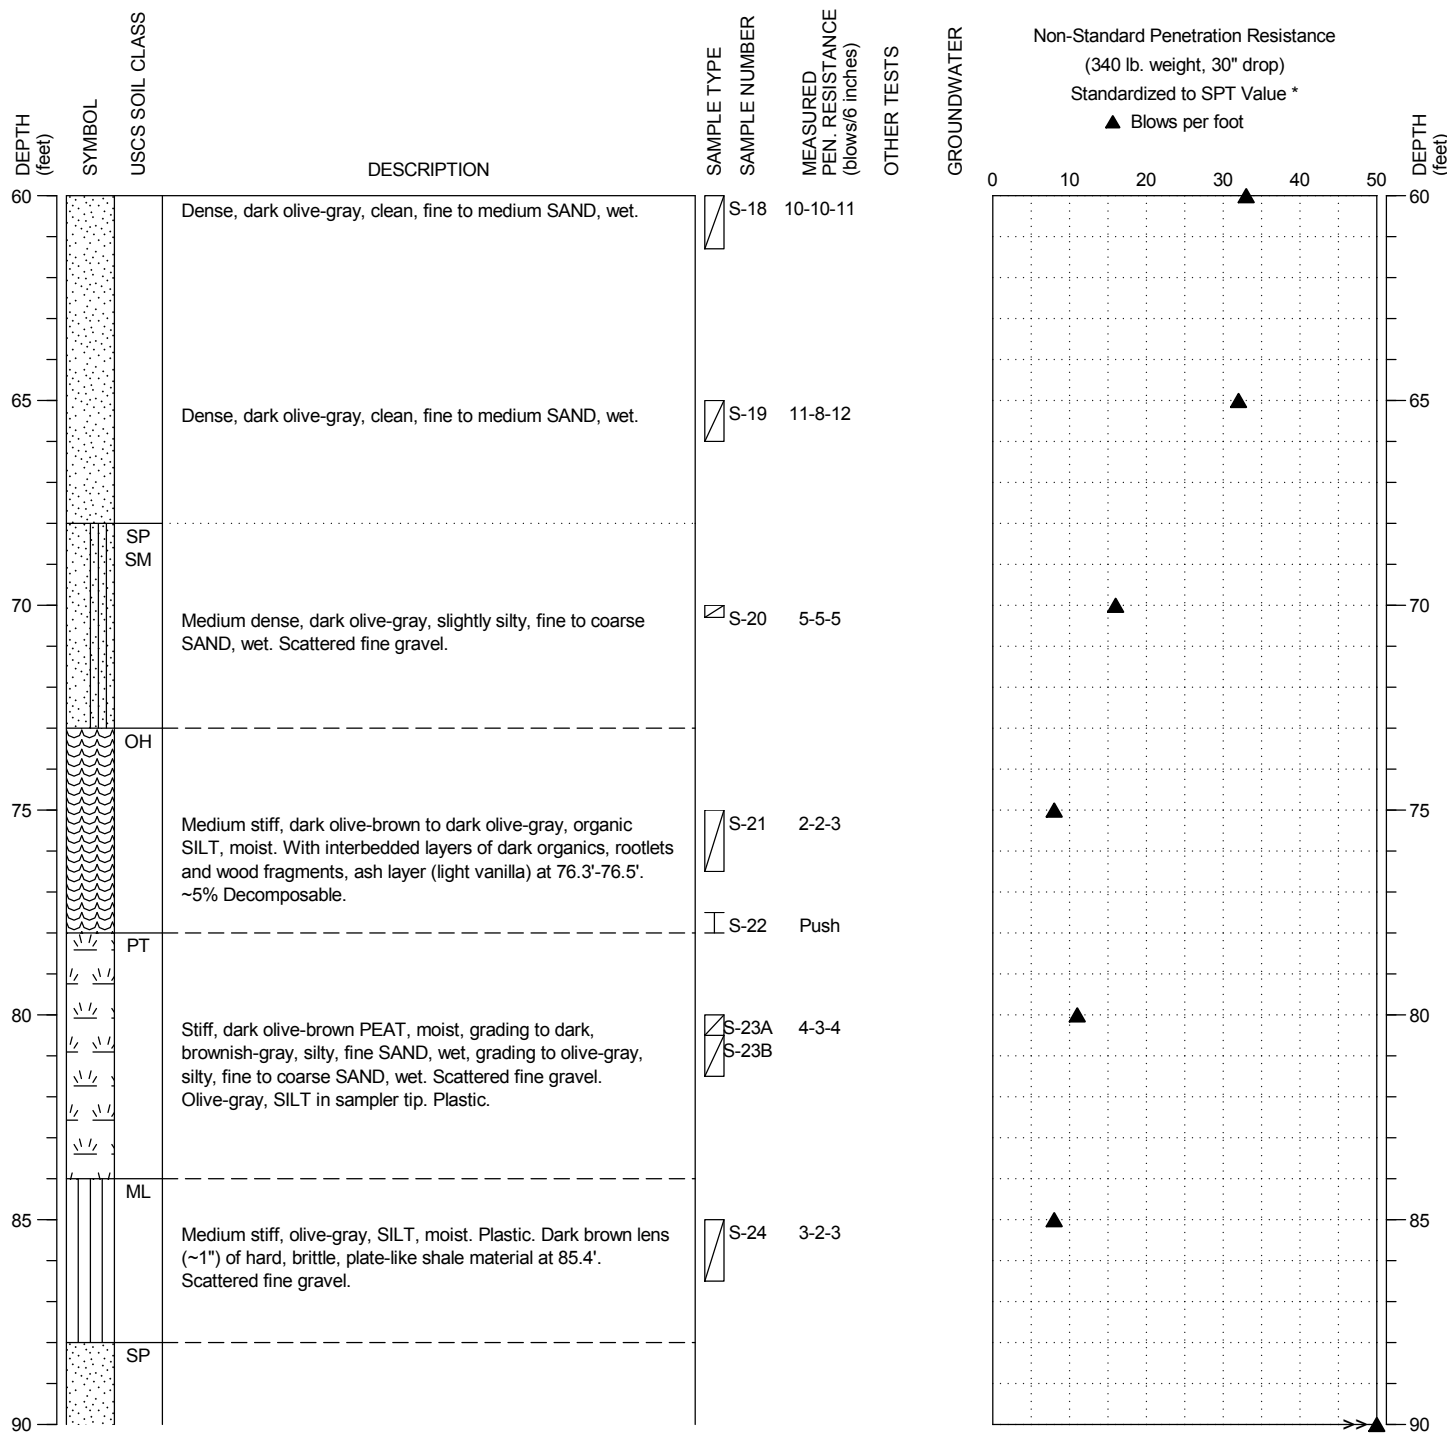 Non-Standard Penetration Resistance
(340 lb. weight, 30" drop)
Standardized to SPT Value *
▲ Blows per foot
DEPTH
(feet)
SYMBOL
USCS SOIL CLASS
DESCRIPTION
SAMPLE TYPE
SAMPLE NUMBER
MEASURED
PEN. RESISTANCE
(blows/6 inches)
OTHER TESTS
GROUNDWATER
DEPTH
(feet)
0 10 20 30 40 50
60 60
Dense, dark olive-gray, clean, fine to medium SAND, wet.
S-18 10-10-11
65 65
Dense, dark olive-gray, clean, fine to medium SAND, wet.
S-19 11-8-12
SP
SM
70 70
Medium dense, dark olive-gray, slightly silty, fine to coarse
SAND, wet. Scattered fine gravel.
S-20 5-5-5
OH
75 75
Medium stiff, dark olive-brown to dark olive-gray, organic
SILT, moist. With interbedded layers of dark organics, rootlets
and wood fragments, ash layer (light vanilla) at 76.3'-76.5'.
~5% Decomposable.
S-21 2-2-3
S-22 Push
PT
80 80
Stiff, dark olive-brown PEAT, moist, grading to dark,
brownish-gray, silty, fine SAND, wet, grading to olive-gray,
silty, fine to coarse SAND, wet. Scattered fine gravel.
Olive-gray, SILT in sampler tip. Plastic.
S-23A 4-3-4
S-23B
ML
85 85
Medium stiff, olive-gray, SILT, moist. Plastic. Dark brown lens
(~1") of hard, brittle, plate-like shale material at 85.4'.
Scattered fine gravel.
S-24 3-2-3
SP
90 >> 90